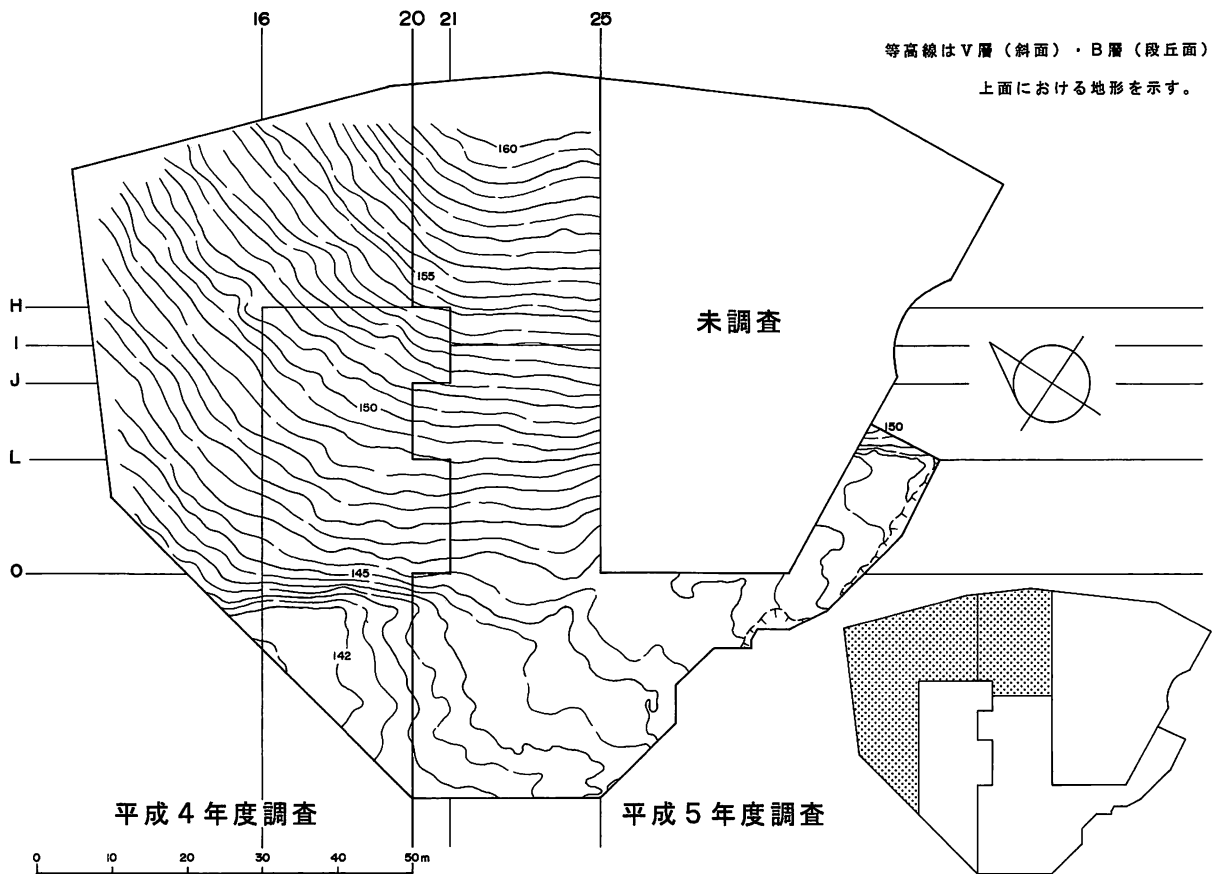 16 20 21 25
等高線はⅤ層（斜面）・B層（段丘面）
上面における地形を示す。
160
155
H
I
未調査
J
150
150
L
O
145
142
平成4年度調査 平成5年度調査
0 10 20 30 40 50m